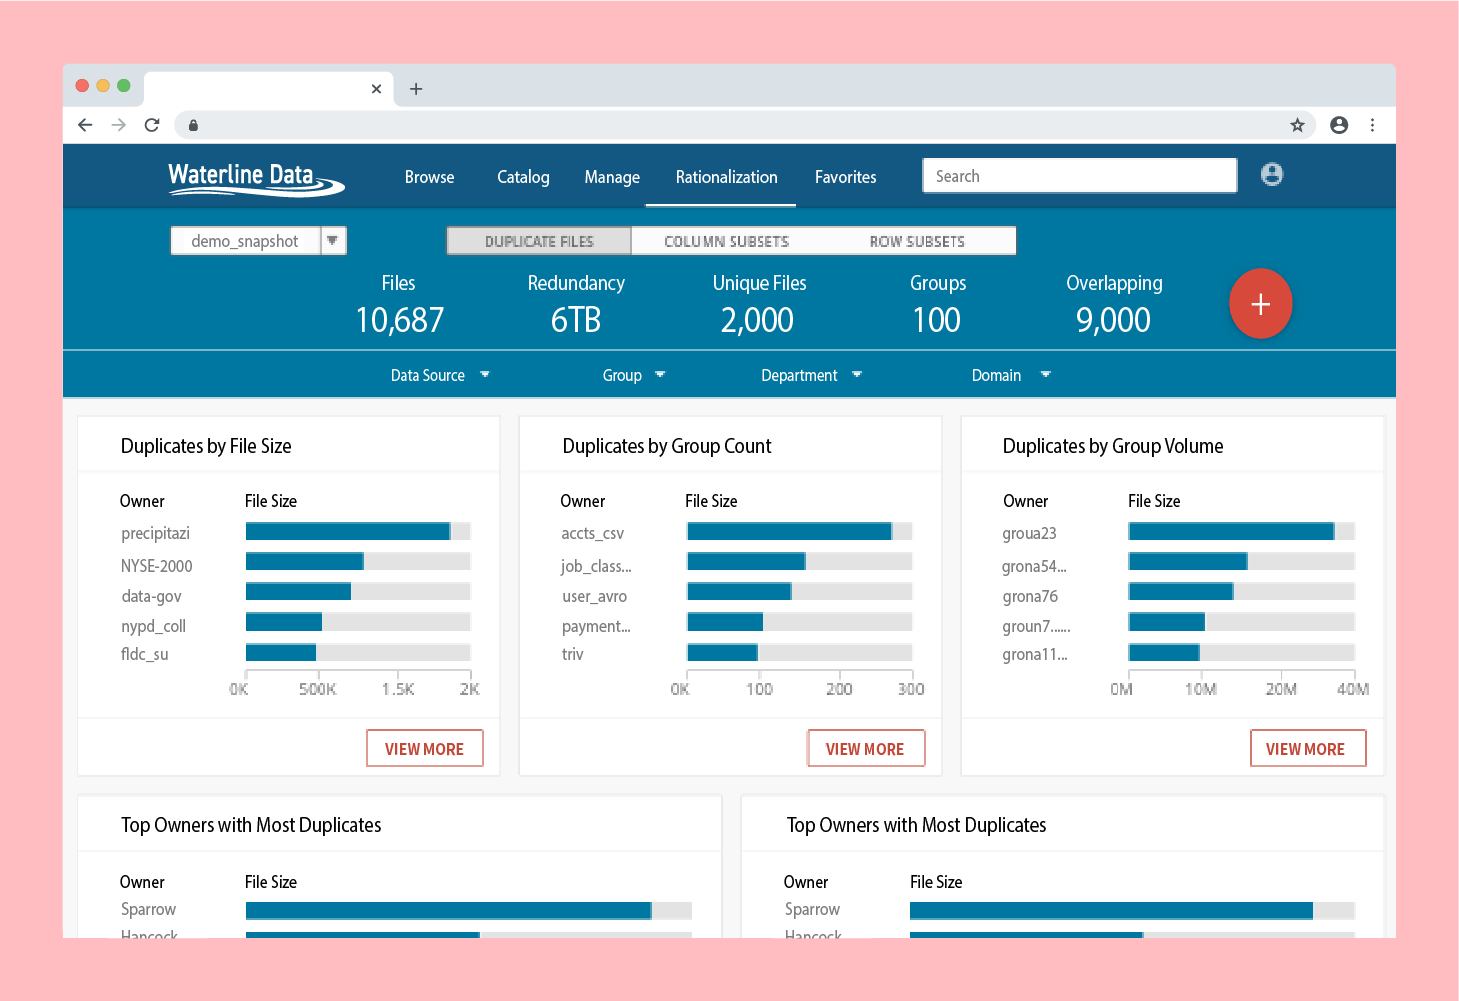 Waterline Data
Browse Catalog Manage Rationalization Favorites Search
demo_snapshot DUPLICATE FILES COLUMN SUBSETS ROW SUBSETS
Files Redundancy Unique Files Groups Overlapping
10,687 6TB 2,000 100 9,000 +
Data Source Group Department Domain
Duplicates by File Size
Owner File Size
precipitazi
NYSE-2000
data-gov
nypd_coll
fldc_su
0K 500K 1.5K 2K
VIEW MORE
Duplicates by Group Count
Owner File Size
accts_csv
job_class...
user_avro
payment...
triv
0K 100 200 300
VIEW MORE
Duplicates by Group Volume
Owner File Size
groua23
grona54...
grona76
groun7......
grona11...
0M 10M 20M 40M
VIEW MORE
Top Owners with Most Duplicates
Owner File Size
Sparrow
Hancock
Top Owners with Most Duplicates
Owner File Size
Sparrow
Hancock